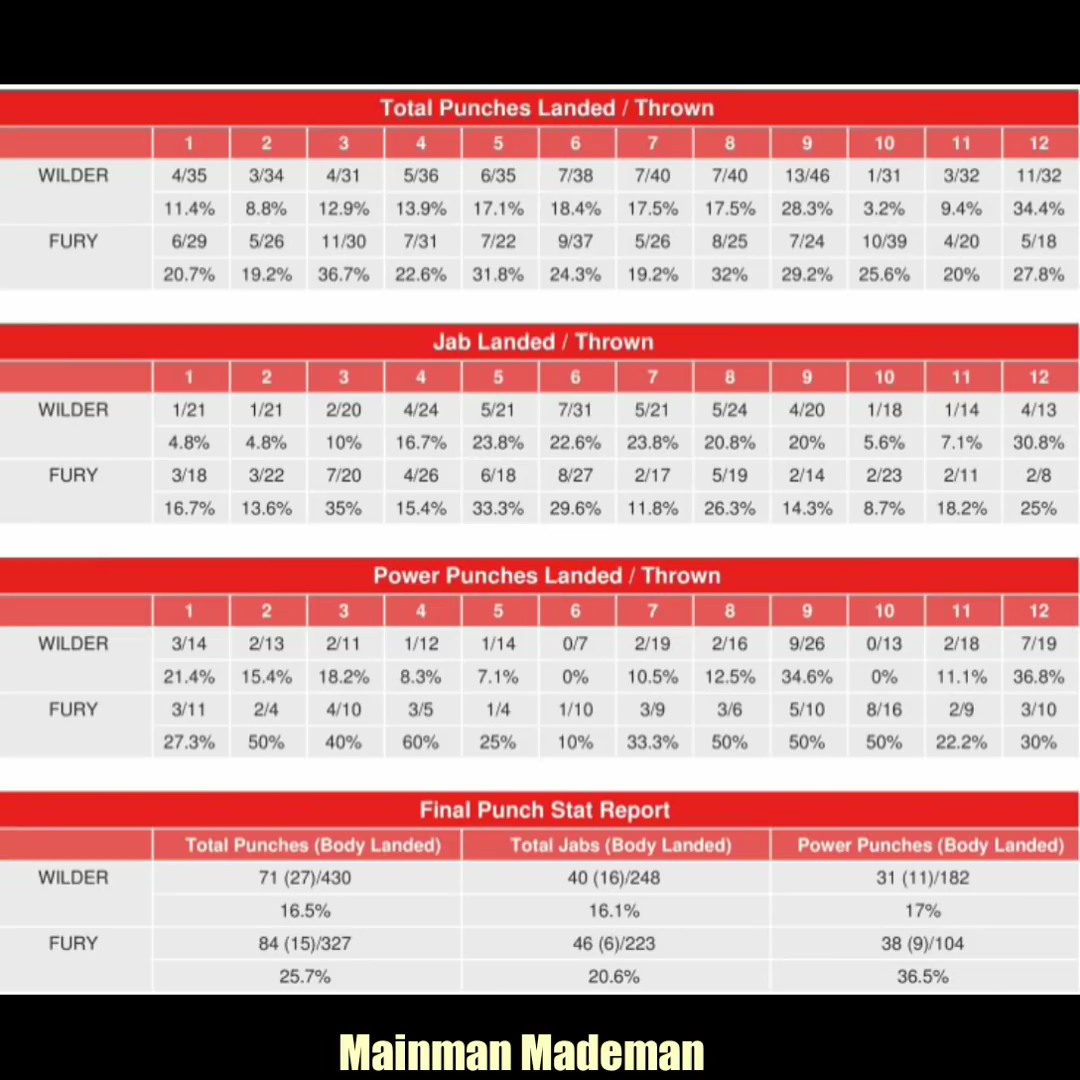 Total Punches Landed / Thrown
1 2 3 4 5 6 7 8 9 10 11 12
WILDER 4/35 3/34 4/31 5/36 6/35 7/38 7/40 7/40 13/46 1/31 3/32 11/32
11.4% 8.8% 12.9% 13.9% 17.1% 18.4% 17.5% 17.5% 28.3% 3.2% 9.4% 34.4%
FURY 6/29 5/26 11/30 7/31 7/22 9/37 5/26 8/25 7/24 10/39 4/20 5/18
20.7% 19.2% 36.7% 22.6% 31.8% 24.3% 19.2% 32% 29.2% 25.6% 20% 27.8%
Jab Landed / Thrown
1 2 3 4 5 6 7 8 9 10 11 12
WILDER 1/21 1/21 2/20 4/24 5/21 7/31 5/21 5/24 4/20 1/18 1/14 4/13
4.8% 4.8% 10% 16.7% 23.8% 22.6% 23.8% 20.8% 20% 5.6% 7.1% 30.8%
FURY 3/18 3/22 7/20 4/26 6/18 8/27 2/17 5/19 2/14 2/23 2/11 2/8
16.7% 13.6% 35% 15.4% 33.3% 29.6% 11.8% 26.3% 14.3% 8.7% 18.2% 25%
Power Punches Landed / Thrown
1 2 3 4 5 6 7 8 9 10 11 12
WILDER 3/14 2/13 2/11 1/12 1/14 0/7 2/19 2/16 9/26 0/13 2/18 7/19
21.4% 15.4% 18.2% 8.3% 7.1% 0% 10.5% 12.5% 34.6% 0% 11.1% 36.8%
FURY 3/11 2/4 4/10 3/5 1/4 1/10 3/9 3/6 5/10 8/16 2/9 3/10
27.3% 50% 40% 60% 25% 10% 33.3% 50% 50% 50% 22.2% 30%
Final Punch Stat Report
Total Punches (Body Landed) Total Jabs (Body Landed) Power Punches (Body Landed)
WILDER 71 (27)/430 40 (16)/248 31 (11)/182
16.5% 16.1% 17%
FURY 84 (15)/327 46 (6)/223 38 (9)/104
25.7% 20.6% 36.5%
Mainman Mademan